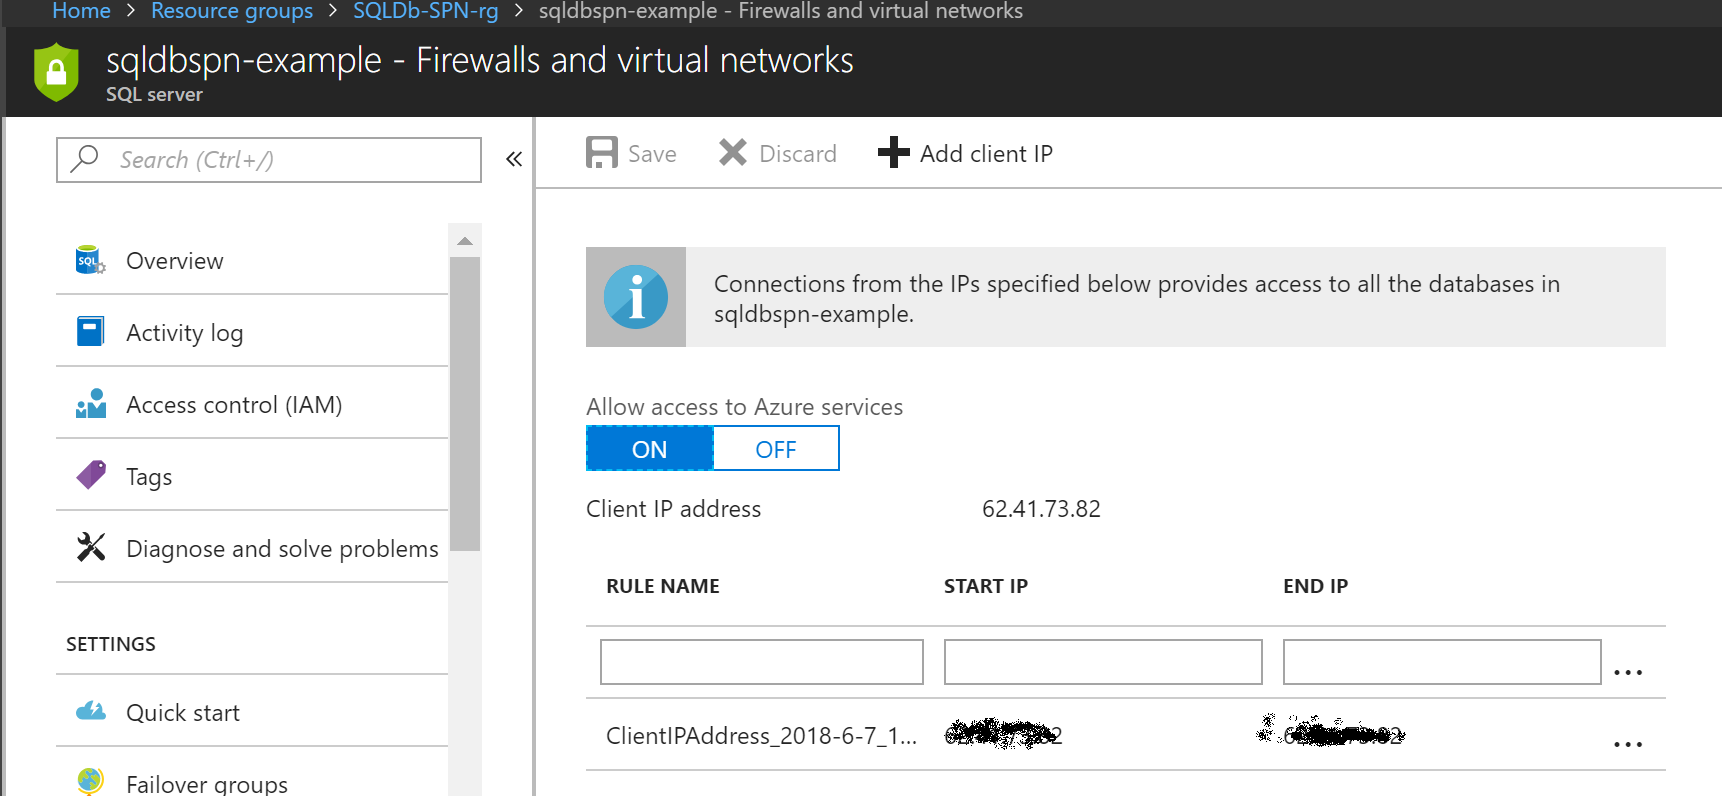 Home > Resource groups > SQLDb-SPN-rg > sqldbspn-example - Firewalls and virtual networks
sqldbspn-example - Firewalls and virtual networks
SQL server
Search (Ctrl+/)
«
Overview
Activity log
Access control (IAM)
Tags
Diagnose and solve problems
SETTINGS
Quick start
Failover groups
Save
Discard
Add client IP
Connections from the IPs specified below provides access to all the databases in
sqldbspn-example.
Allow access to Azure services
ON OFF
Client IP address 62.41.73.82
RULE NAME START IP END IP
...
ClientIPAddress_2018-6-7_1... ...